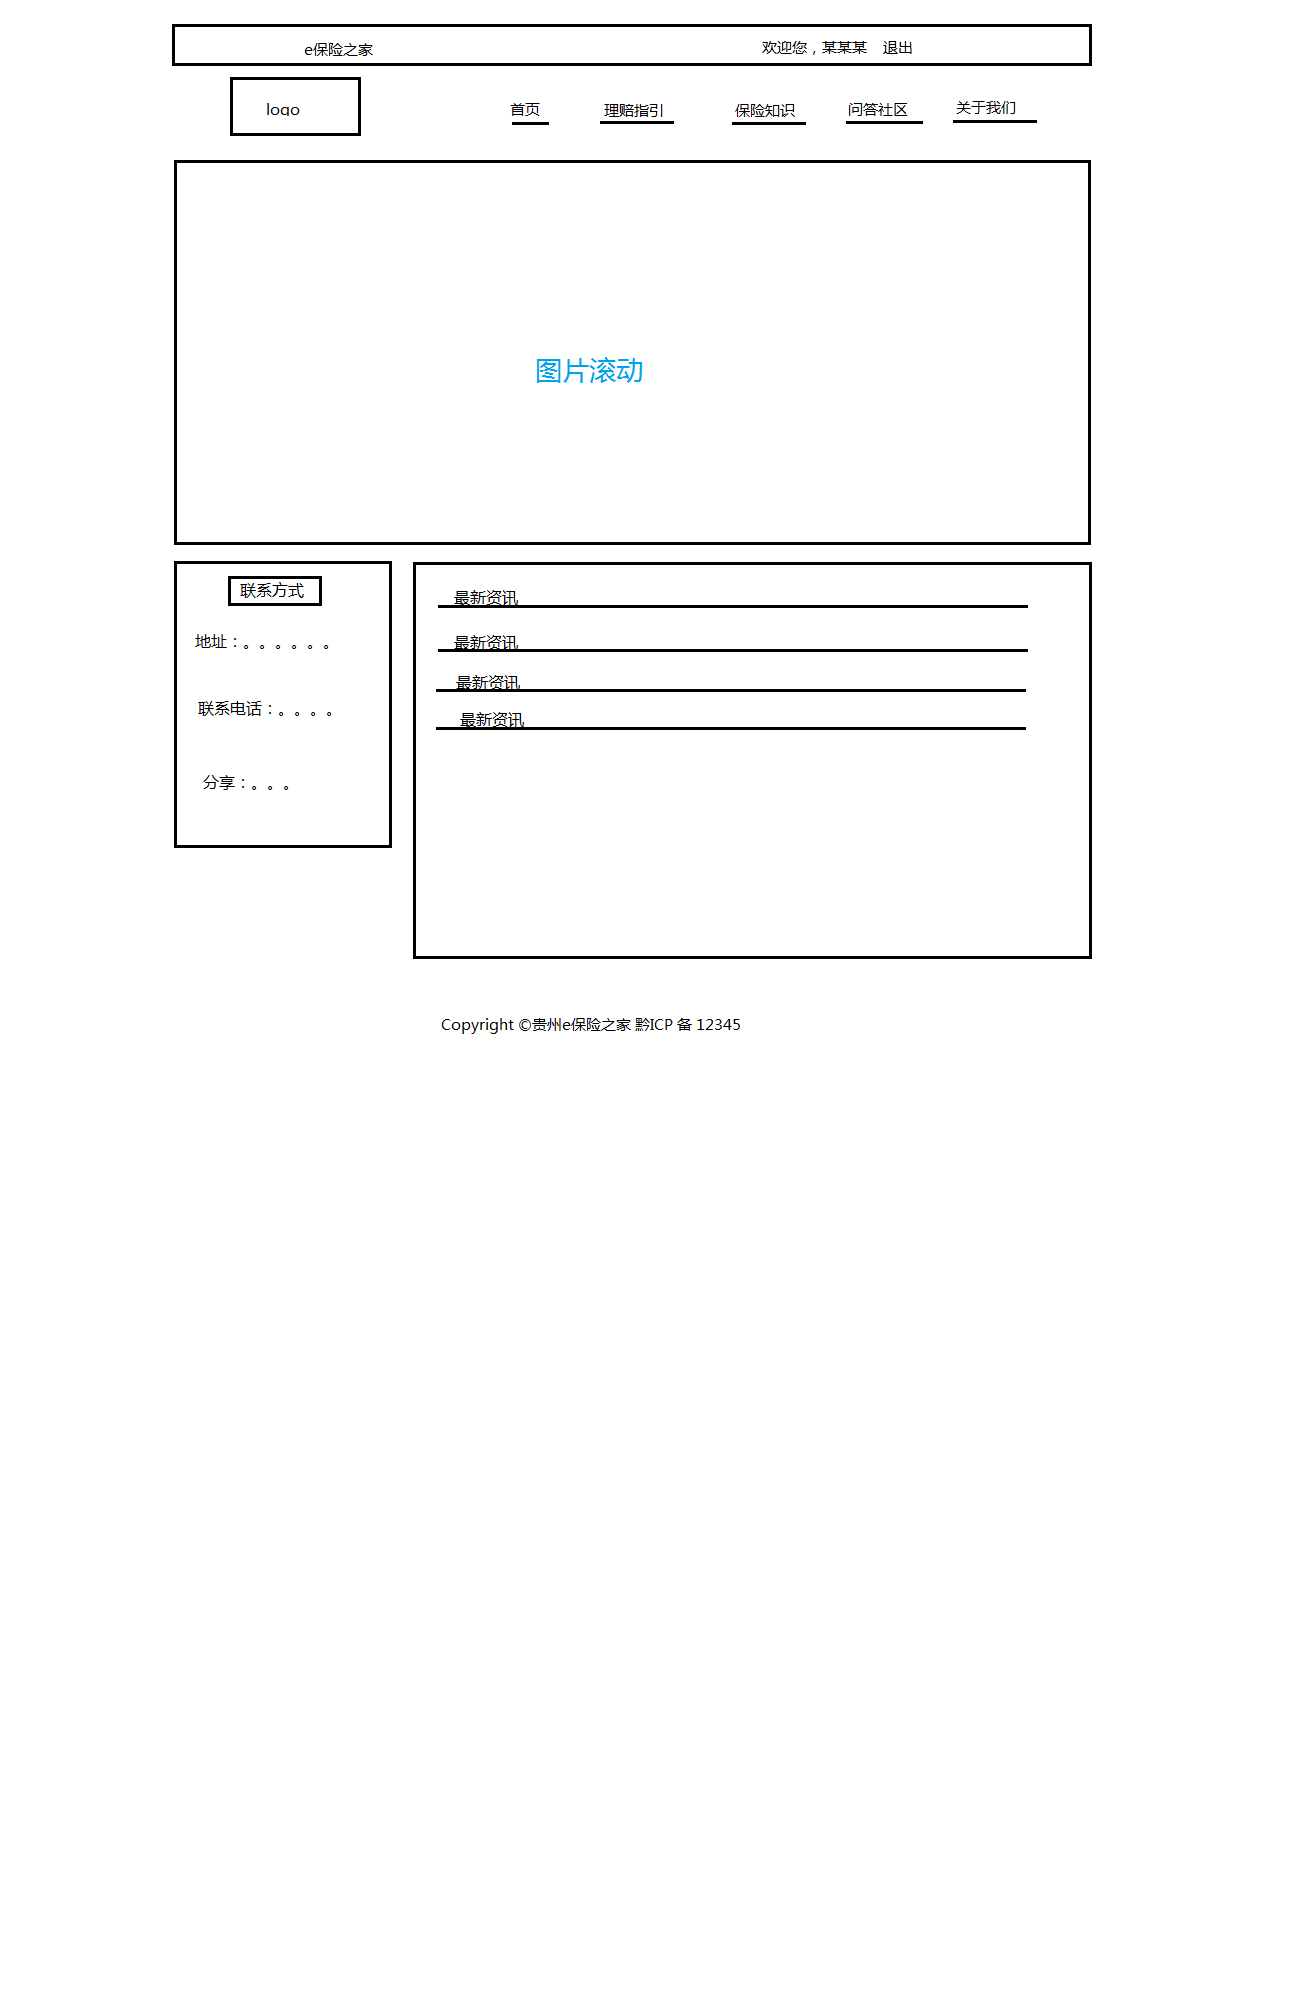 e保险之家 欢迎您，某某某 退出
logo 首页 理赔指引 保险知识 问答社区 关于我们
图片滚动
联系方式
地址：。。。。。。
联系电话：。。。。
分享：。。。
最新资讯
最新资讯
最新资讯
最新资讯
Copyright ©贵州e保险之家 黔ICP 备 12345